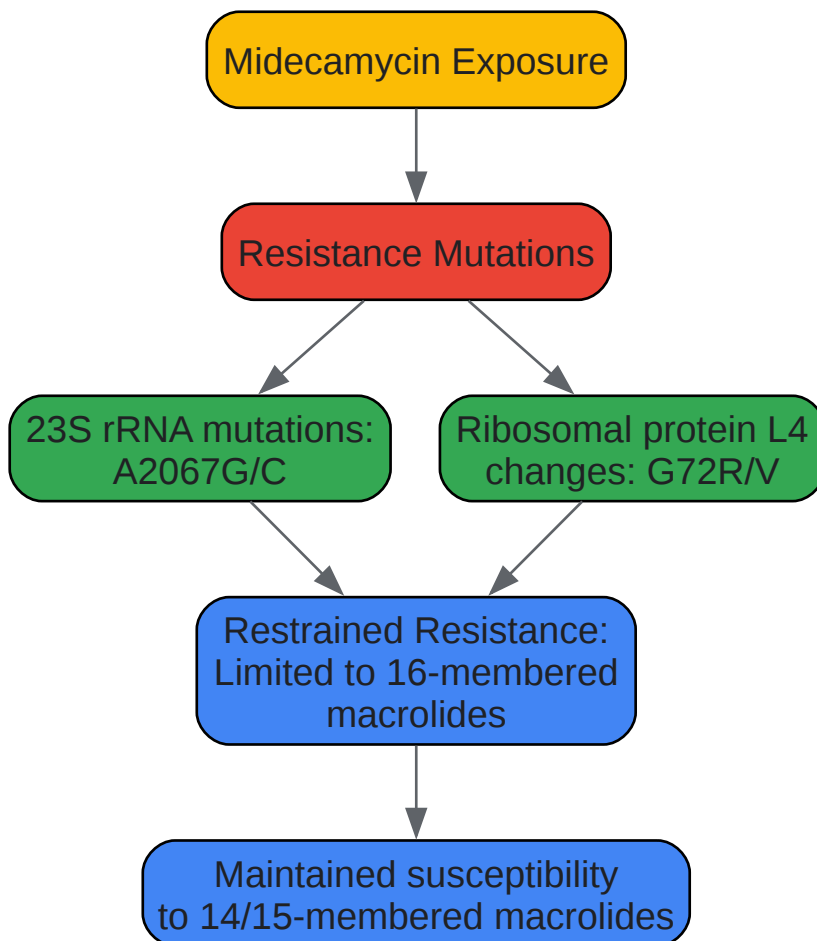 Midecamycin Exposure
Resistance Mutations
23S rRNA mutations:
A2067G/C
Ribosomal protein L4
changes: G72R/V
Restrained Resistance:
Limited to 16-membered
macrolides
Maintained susceptibility
to 14/15-membered macrolides